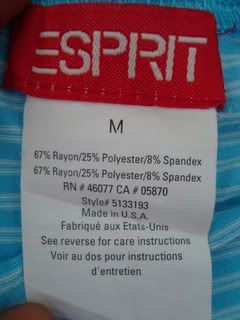 ESPRIT
M
67% Rayon/25% Polyester/8% Spandex
67% Rayon/25% Polyester/8% Spandex
RN # 46077 CA # 05870
Style# 5133193
Made in U.S.A.
Fabriqué aux Etats-Unis
See reverse for care instructions
Voir au dos pour instructions
d'entretien